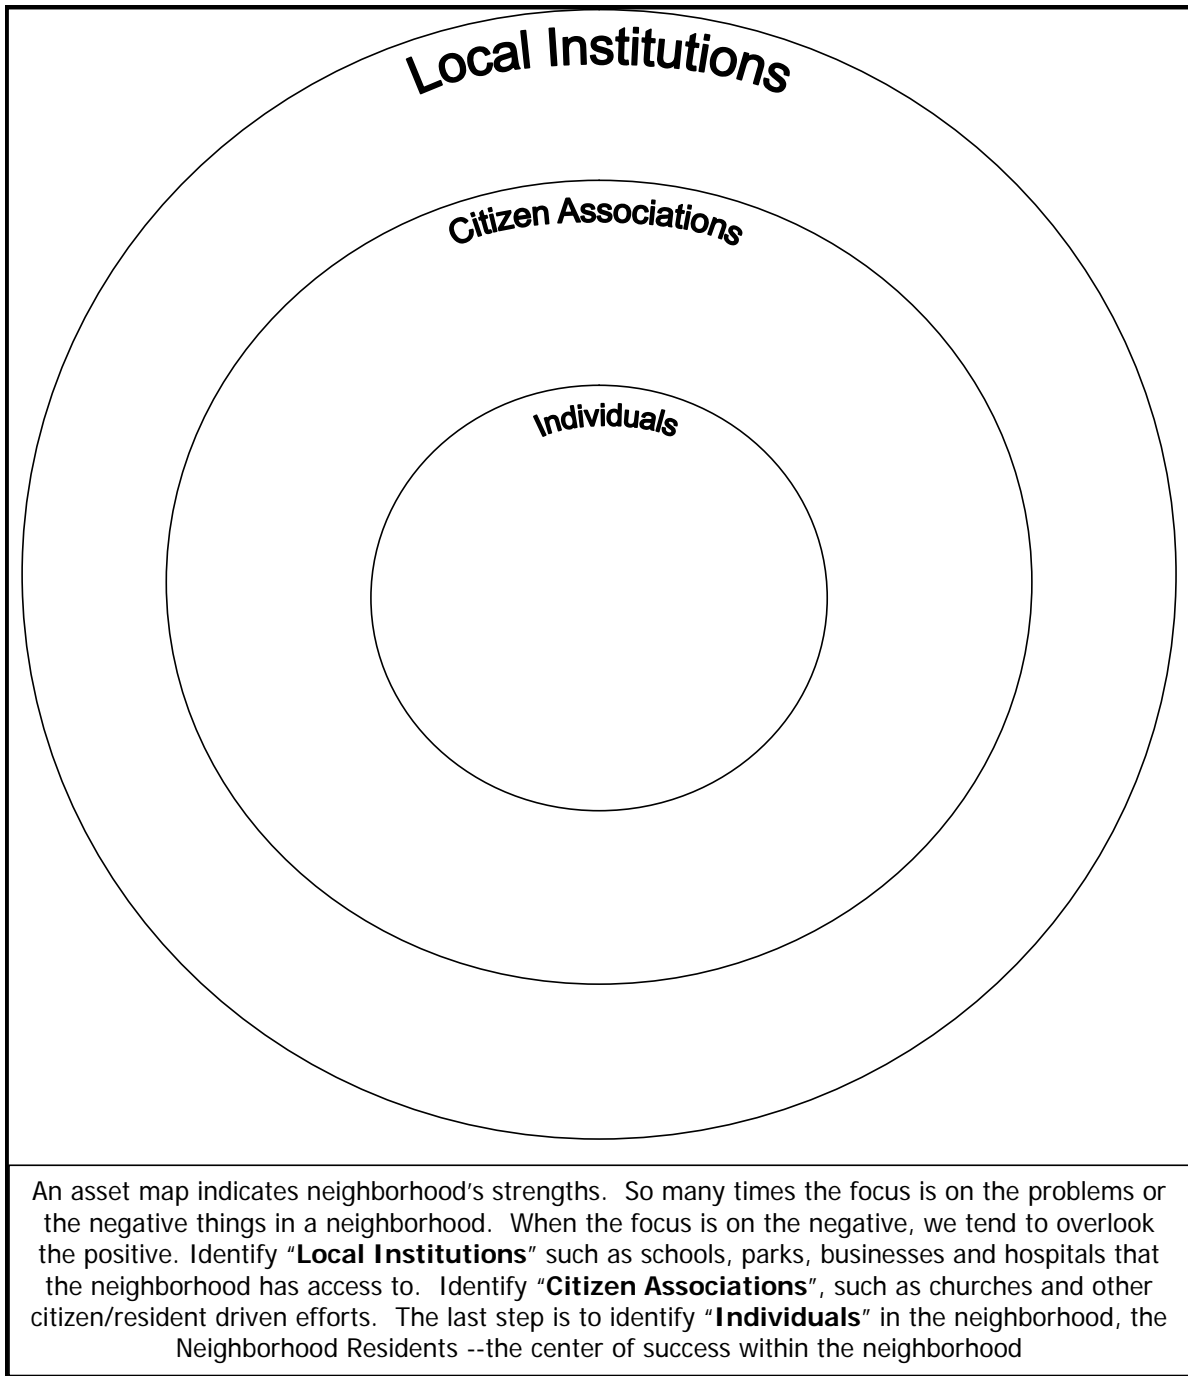 Local Institutions
Citizen Associations
Individuals
An asset map indicates neighborhood's strengths.  So many times the focus is on the problems or
the negative things in a neighborhood.  When the focus is on the negative, we tend to overlook
the positive. Identify “Local Institutions” such as schools, parks, businesses and hospitals that
the neighborhood has access to.  Identify “Citizen Associations”, such as churches and other
citizen/resident driven efforts.  The last step is to identify “Individuals” in the neighborhood, the
Neighborhood Residents --the center of success within the neighborhood